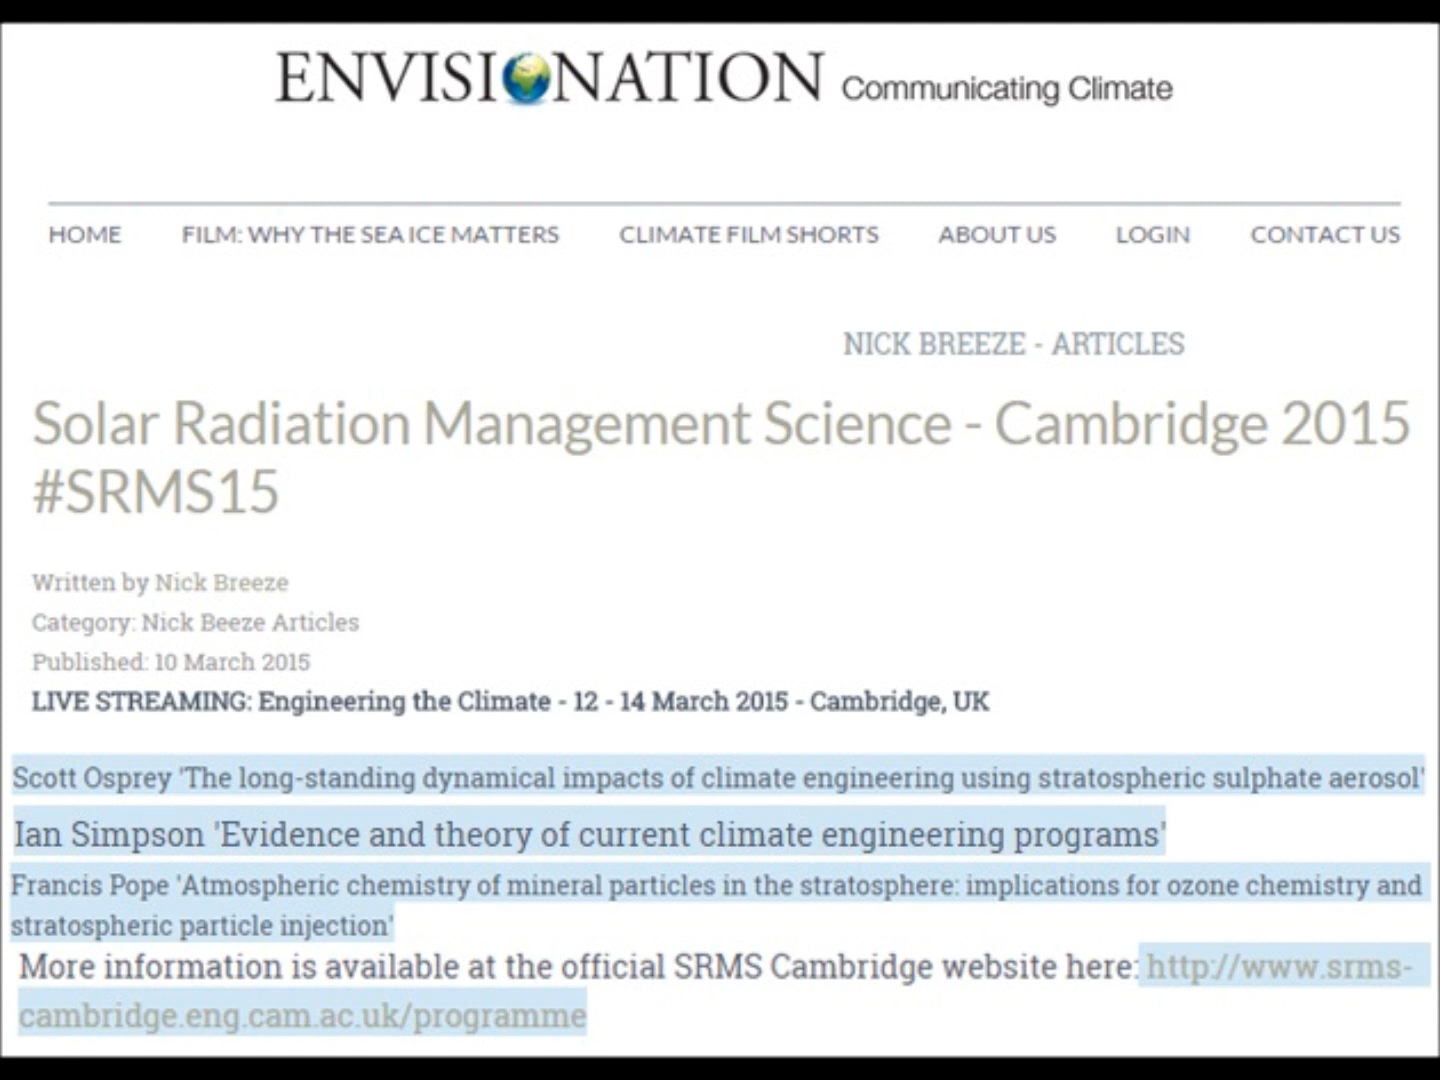 ENVISIONATION Communicating Climate
HOME FILM: WHY THE SEA ICE MATTERS CLIMATE FILM SHORTS ABOUT US LOGIN CONTACT US
NICK BREEZE - ARTICLES
Solar Radiation Management Science - Cambridge 2015
#SRMS15
Written by Nick Breeze
Category: Nick Beeze Articles
Published: 10 March 2015
LIVE STREAMING: Engineering the Climate - 12 - 14 March 2015 - Cambridge, UK
Scott Osprey 'The long-standing dynamical impacts of climate engineering using stratospheric sulphate aerosol'
Ian Simpson 'Evidence and theory of current climate engineering programs'
Francis Pope 'Atmospheric chemistry of mineral particles in the stratosphere: implications for ozone chemistry and
stratospheric particle injection'
More information is available at the official SRMS Cambridge website here: http://www.srms-
cambridge.eng.cam.ac.uk/programme